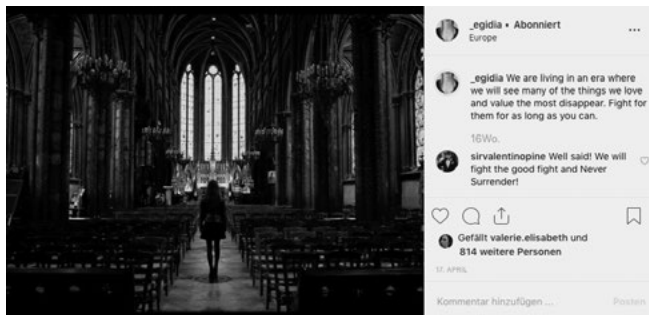 _egidia • Abonniert
Europe
_egidia We are living in an era where
we will see many of the things we love
and value the most disappear. Fight for
them for as long as you can.
16Wo.
sirvalentinopine Well said! We will
fight the good fight and Never
Surrender!
Gefällt valerie.elisabeth und
814 weitere Personen
17. APRIL
Kommentar hinzufügen ... Posten